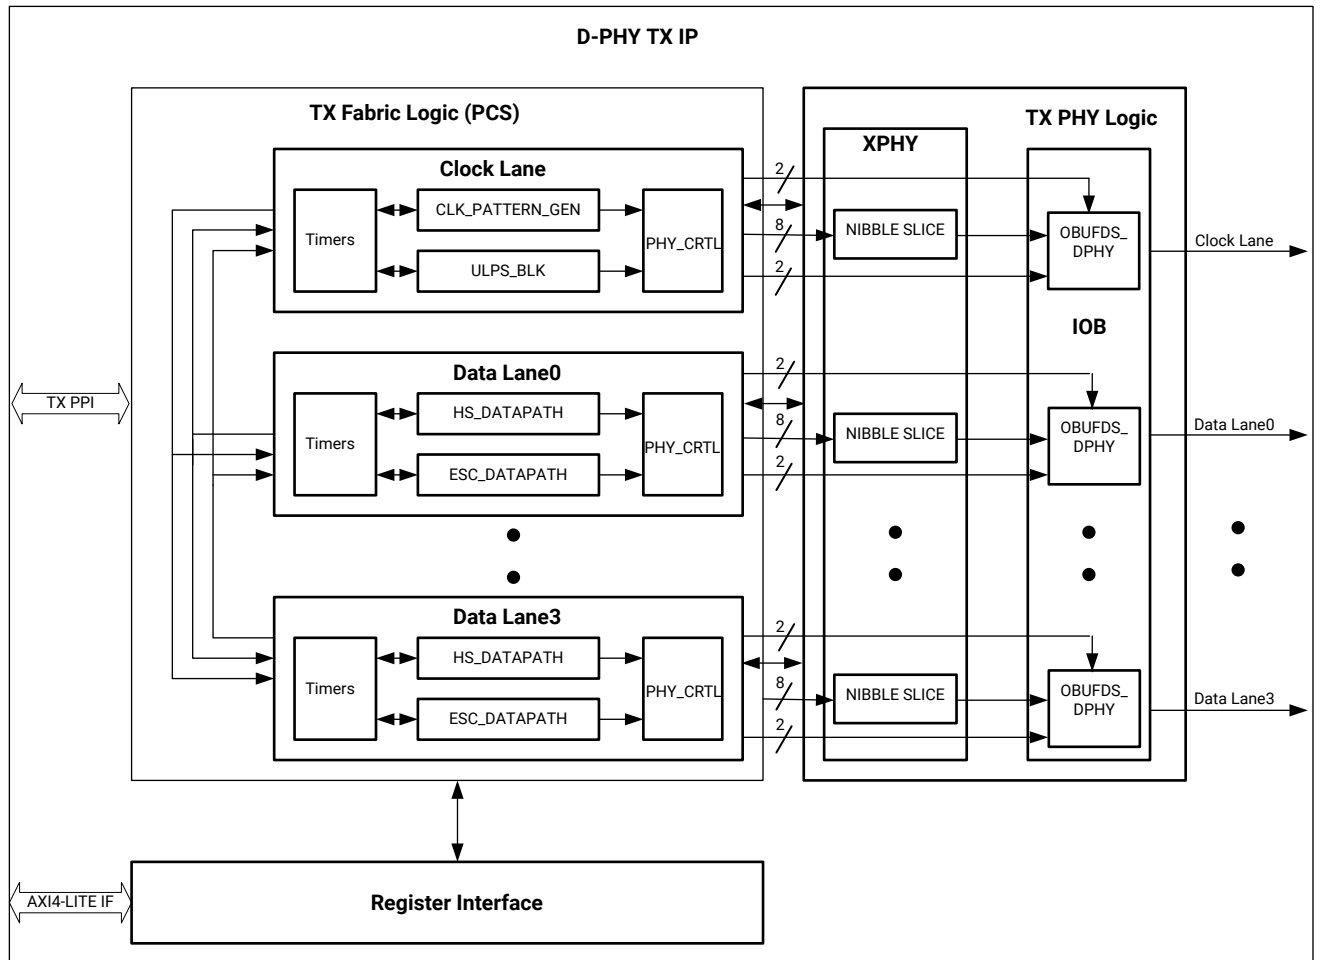 D-PHY TX IP
TX Fabric Logic (PCS)
TX PHY Logic
XPHY
Clock Lane
Timers
CLK_PATTERN_GEN
ULPS_BLK
PHY_CRTL
2
8
2
NIBBLE SLICE
OBUFDS_
DPHY
Clock Lane
IOB
TX PPI
Data Lane0
Timers
HS_DATAPATH
ESC_DATAPATH
PHY_CRTL
2
8
2
NIBBLE SLICE
OBUFDS_
DPHY
Data Lane0
Data Lane3
Timers
HS_DATAPATH
ESC_DATAPATH
PHY_CRTL
2
8
2
NIBBLE SLICE
OBUFDS_
DPHY
Data Lane3
AXI4-LITE IF
Register Interface